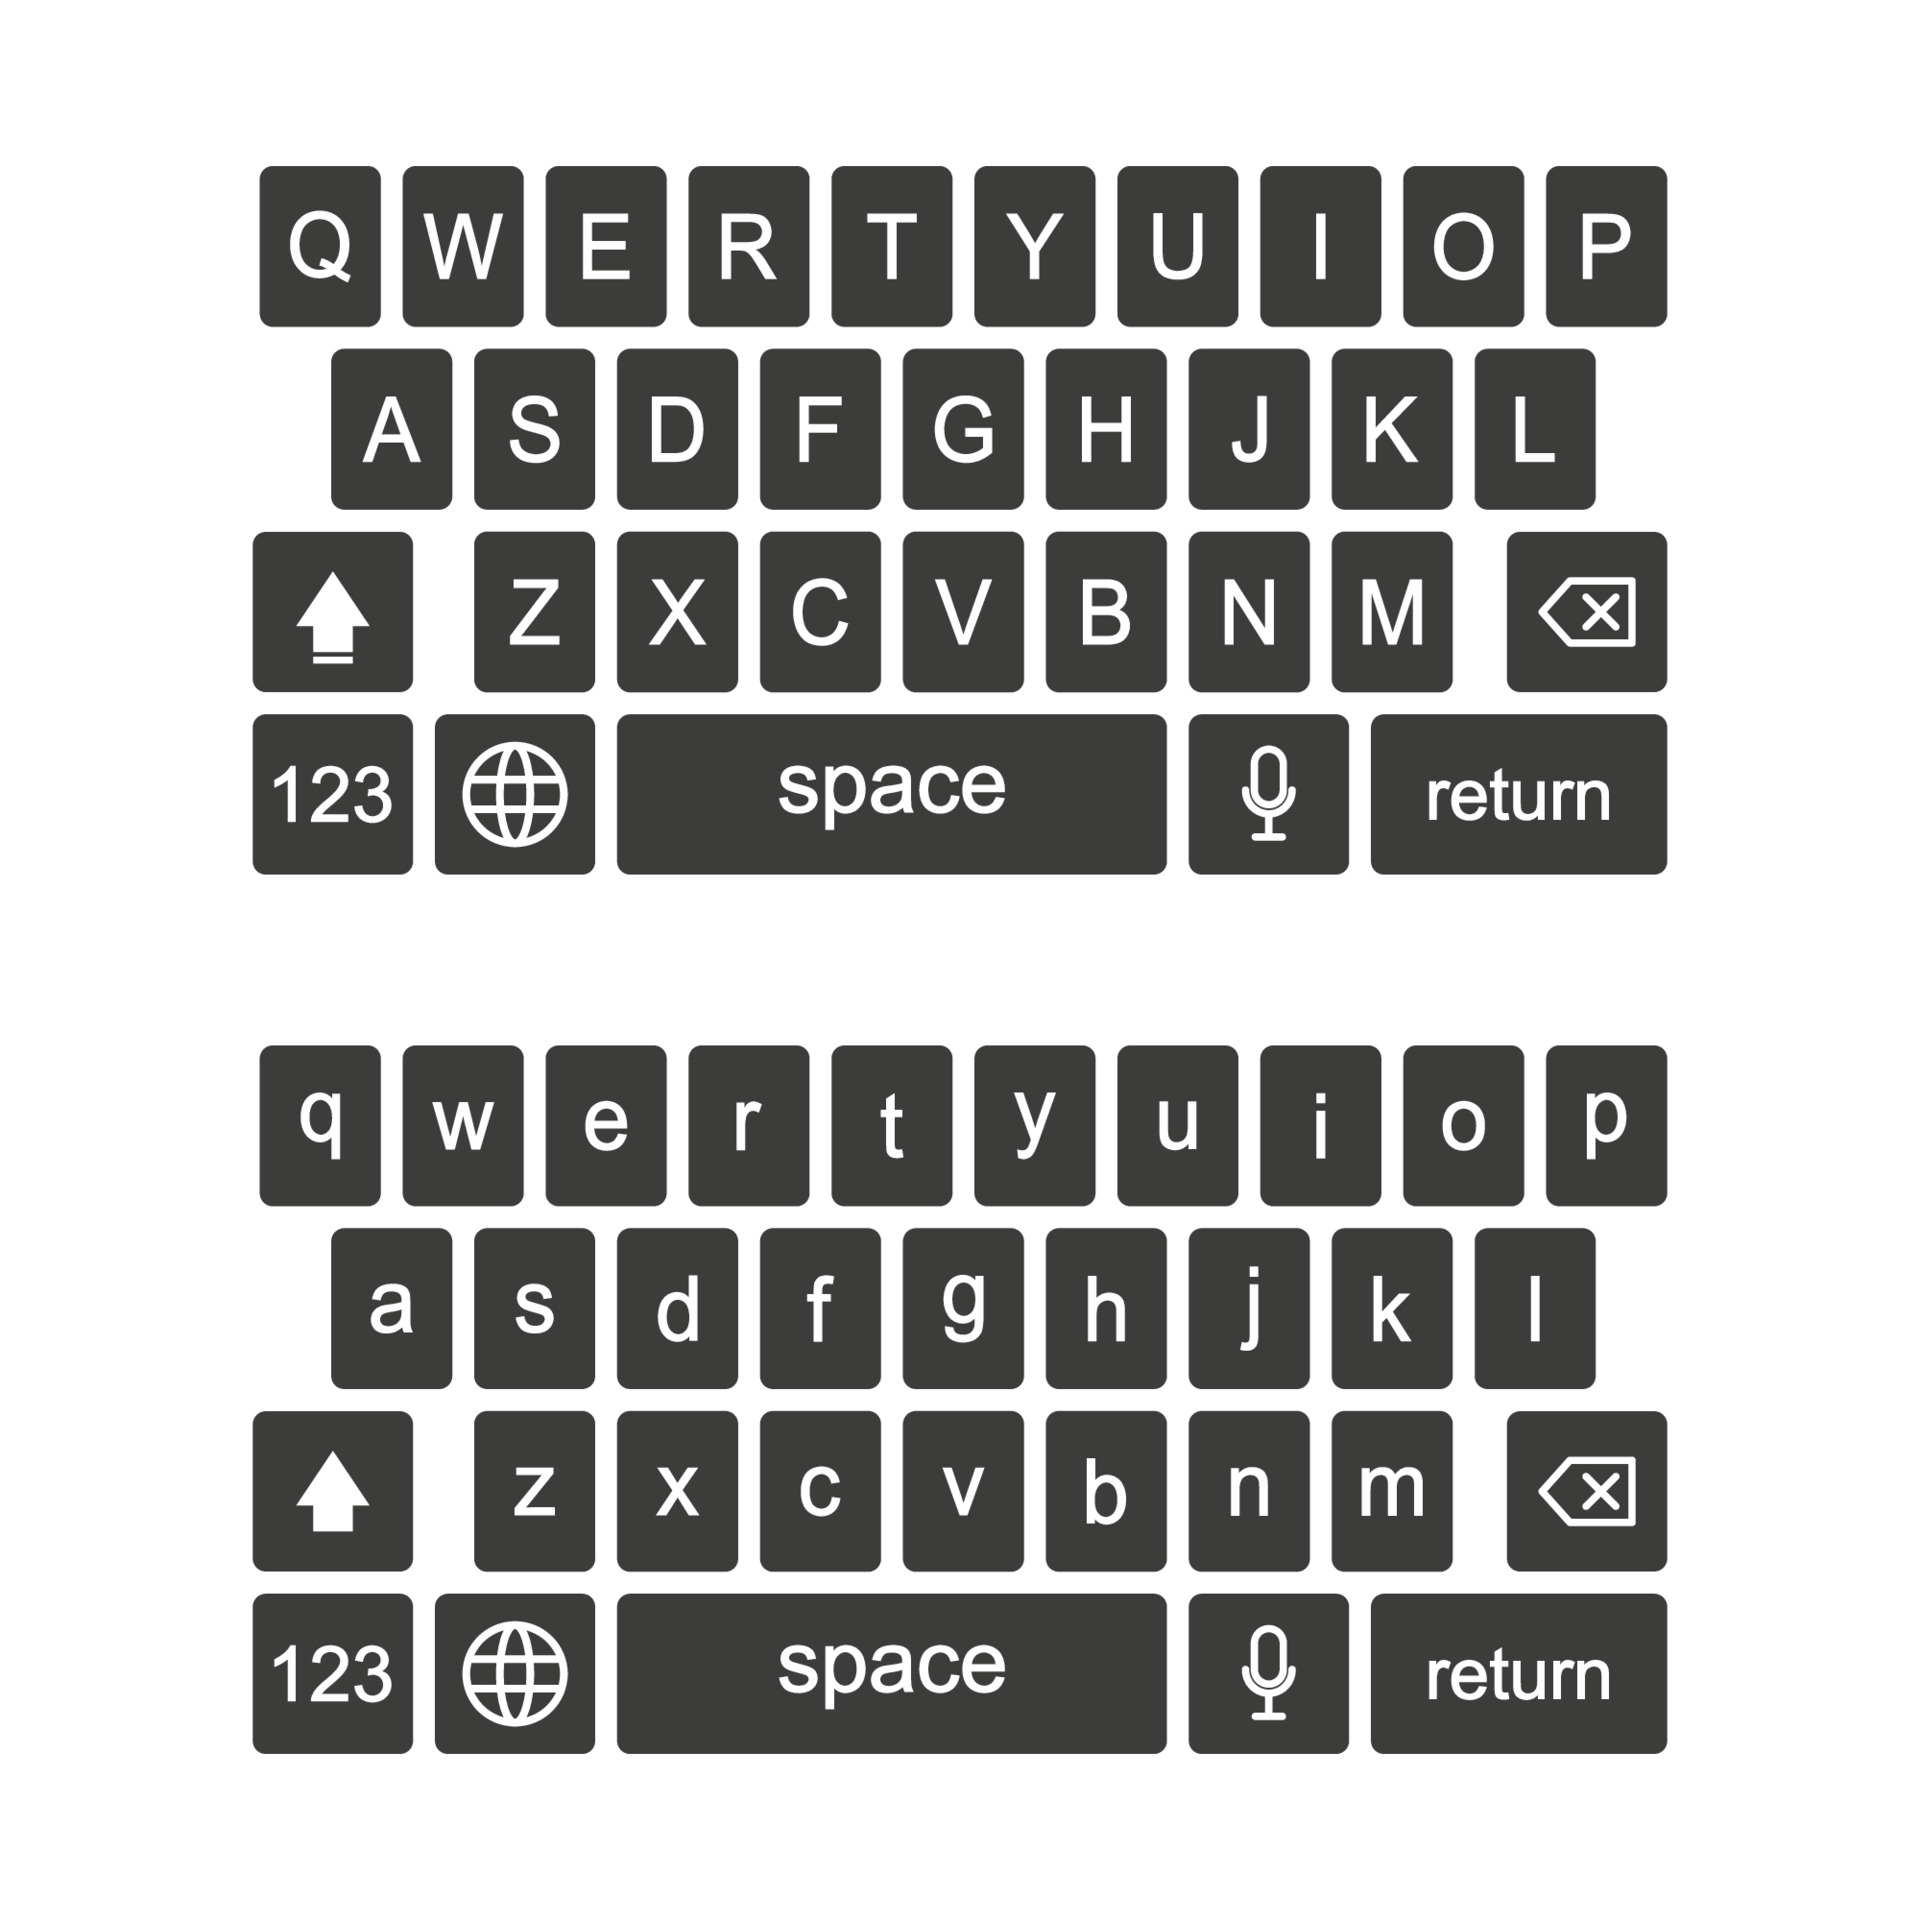 Q W E R T Y U I O P
A S D F G H J K L
Z X C V B N M
123 space return
q w e r t y u i o p
a s d f g h j k l
z x c v b n m
123 space return